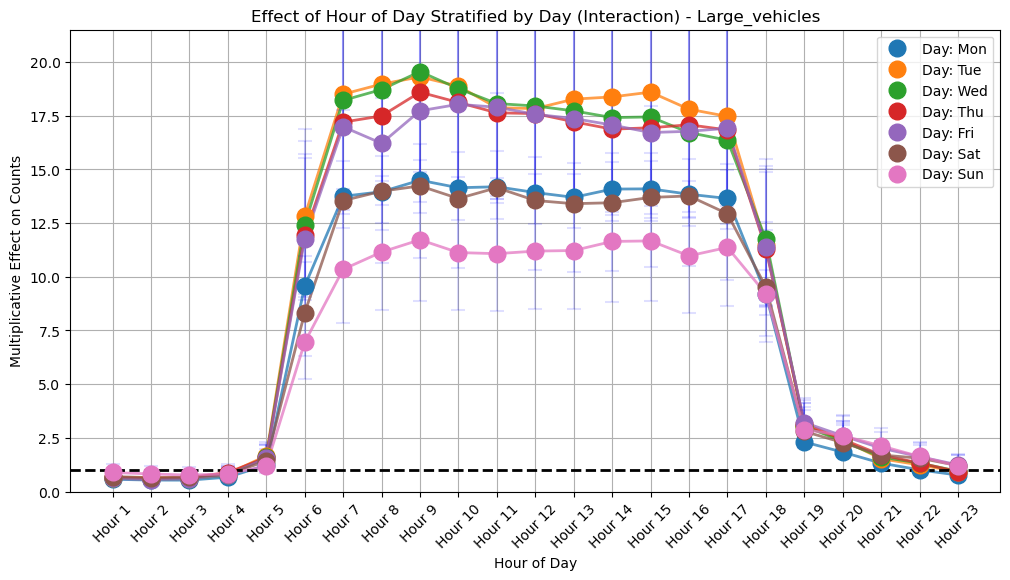 Effect of Hour of Day Stratified by Day (Interaction) - Large_vehicles
Multiplicative Effect on Counts
20.0
17.5
15.0
12.5
10.0
7.5
5.0
2.5
0.0
Day: Mon
Day: Tue
Day: Wed
Day: Thu
Day: Fri
Day: Sat
Day: Sun
Hour 1
Hour 2
Hour 3
Hour 4
Hour 5
Hour 6
Hour 7
Hour 8
Hour 9
Hour 10
Hour 11
Hour 12
Hour 13
Hour 14
Hour 15
Hour 16
Hour 17
Hour 18
Hour 19
Hour 20
Hour 21
Hour 22
Hour 23
Hour of Day